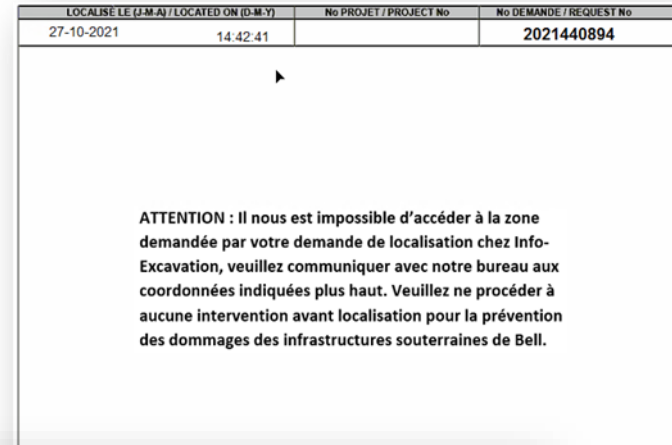 LOCALISÉ LE (J-M-A) / LOCATED ON (D-M-Y) No PROJET / PROJECT No No DEMANDE / REQUEST No
27-10-2021 14:42:41 2021440894
ATTENTION : Il nous est impossible d'accéder à la zone
demandée par votre demande de localisation chez Info-
Excavation, veuillez communiquer avec notre bureau aux
coordonnées indiquées plus haut. Veuillez ne procéder à
aucune intervention avant localisation pour la prévention
des dommages des infrastructures souterraines de Bell.